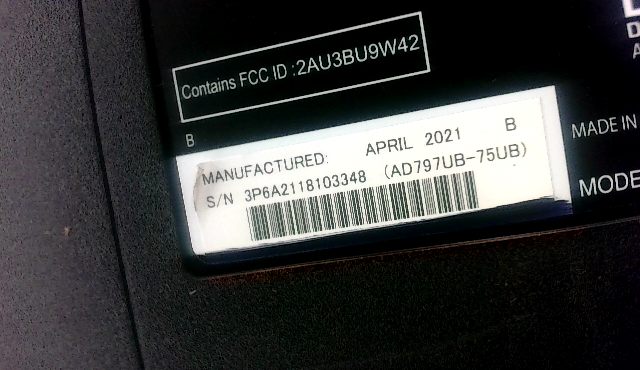 Contains FCC ID :2AU3BU9W42
B
MANUFACTURED: APRIL 2021 B
S/N 3P6A2118103348 (AD797UB-75UB)
MADE IN
MODE